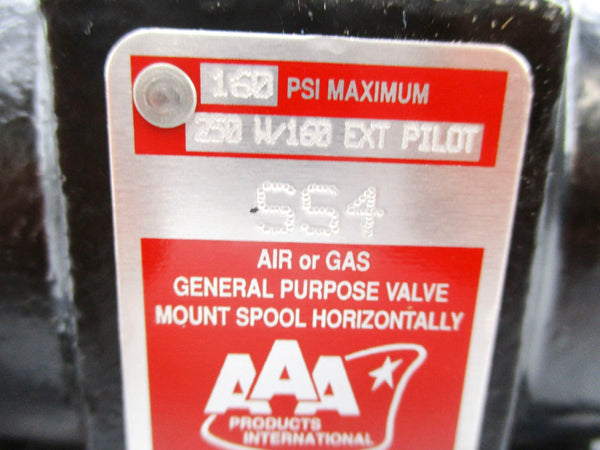 160 PSI MAXIMUM
250 W/160 EXT PILOT
SS4
AIR or GAS
GENERAL PURPOSE VALVE
MOUNT SPOOL HORIZONTALLY
AAA
PRODUCTS
INTERNATIONAL